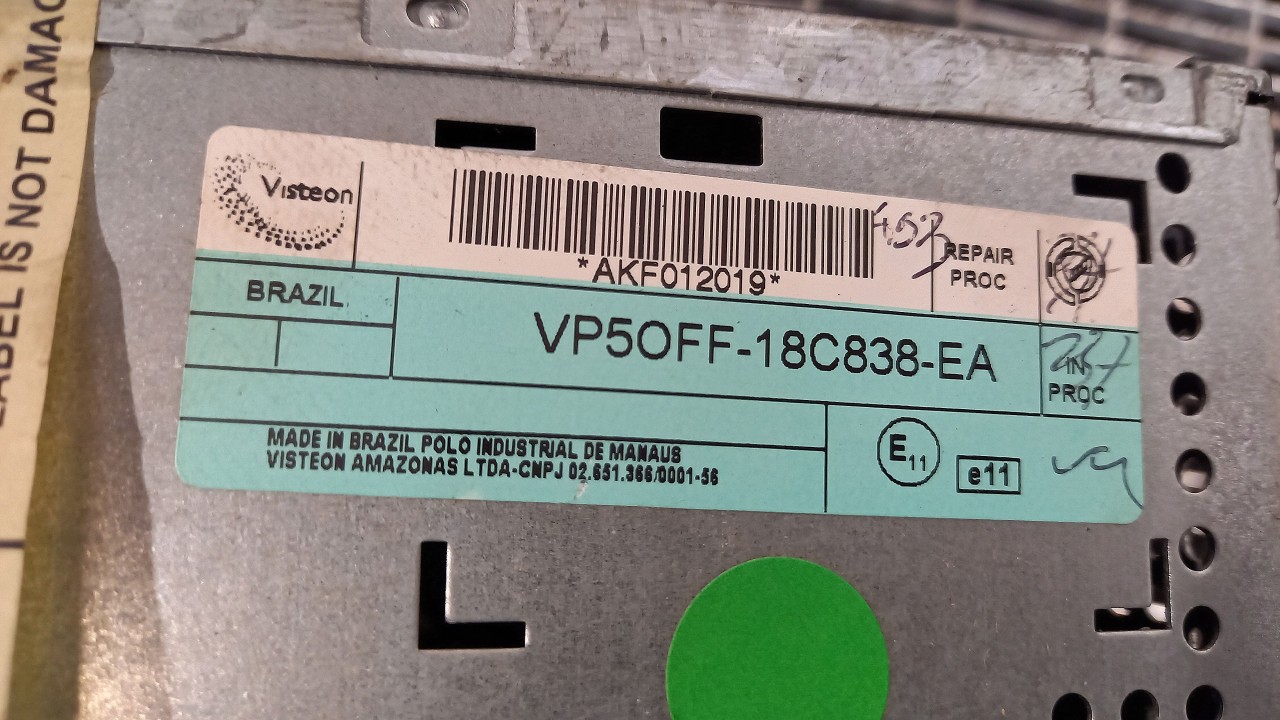 LABEL IS NOT DAMAG
Visteon
*AKF012019*
453
REPAIR
PROC
BRAZIL
VP5OFF-18C838-EA
IN
PROC
MADE IN BRAZIL POLO INDUSTRIAL DE MANAUS
VISTEON AMAZONAS LTDA-CNPJ 02.651.366/0001-56
E11
e11